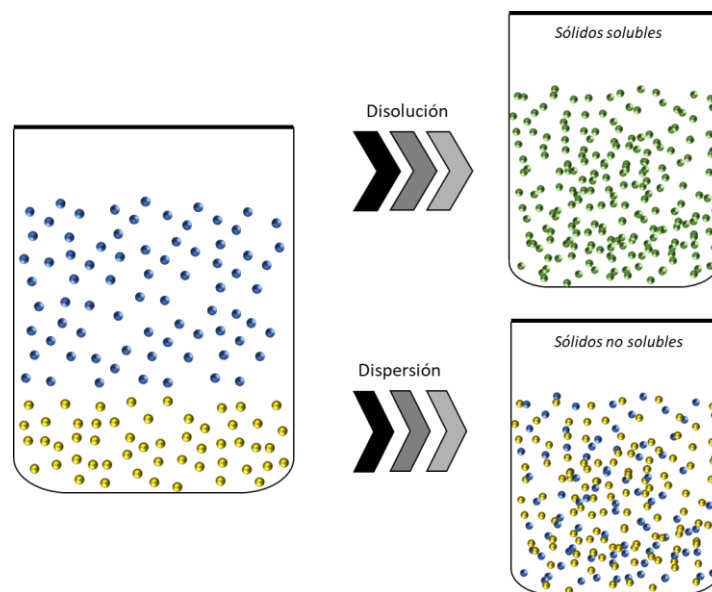 Sólidos solubles
Disolución
Sólidos no solubles
Dispersión